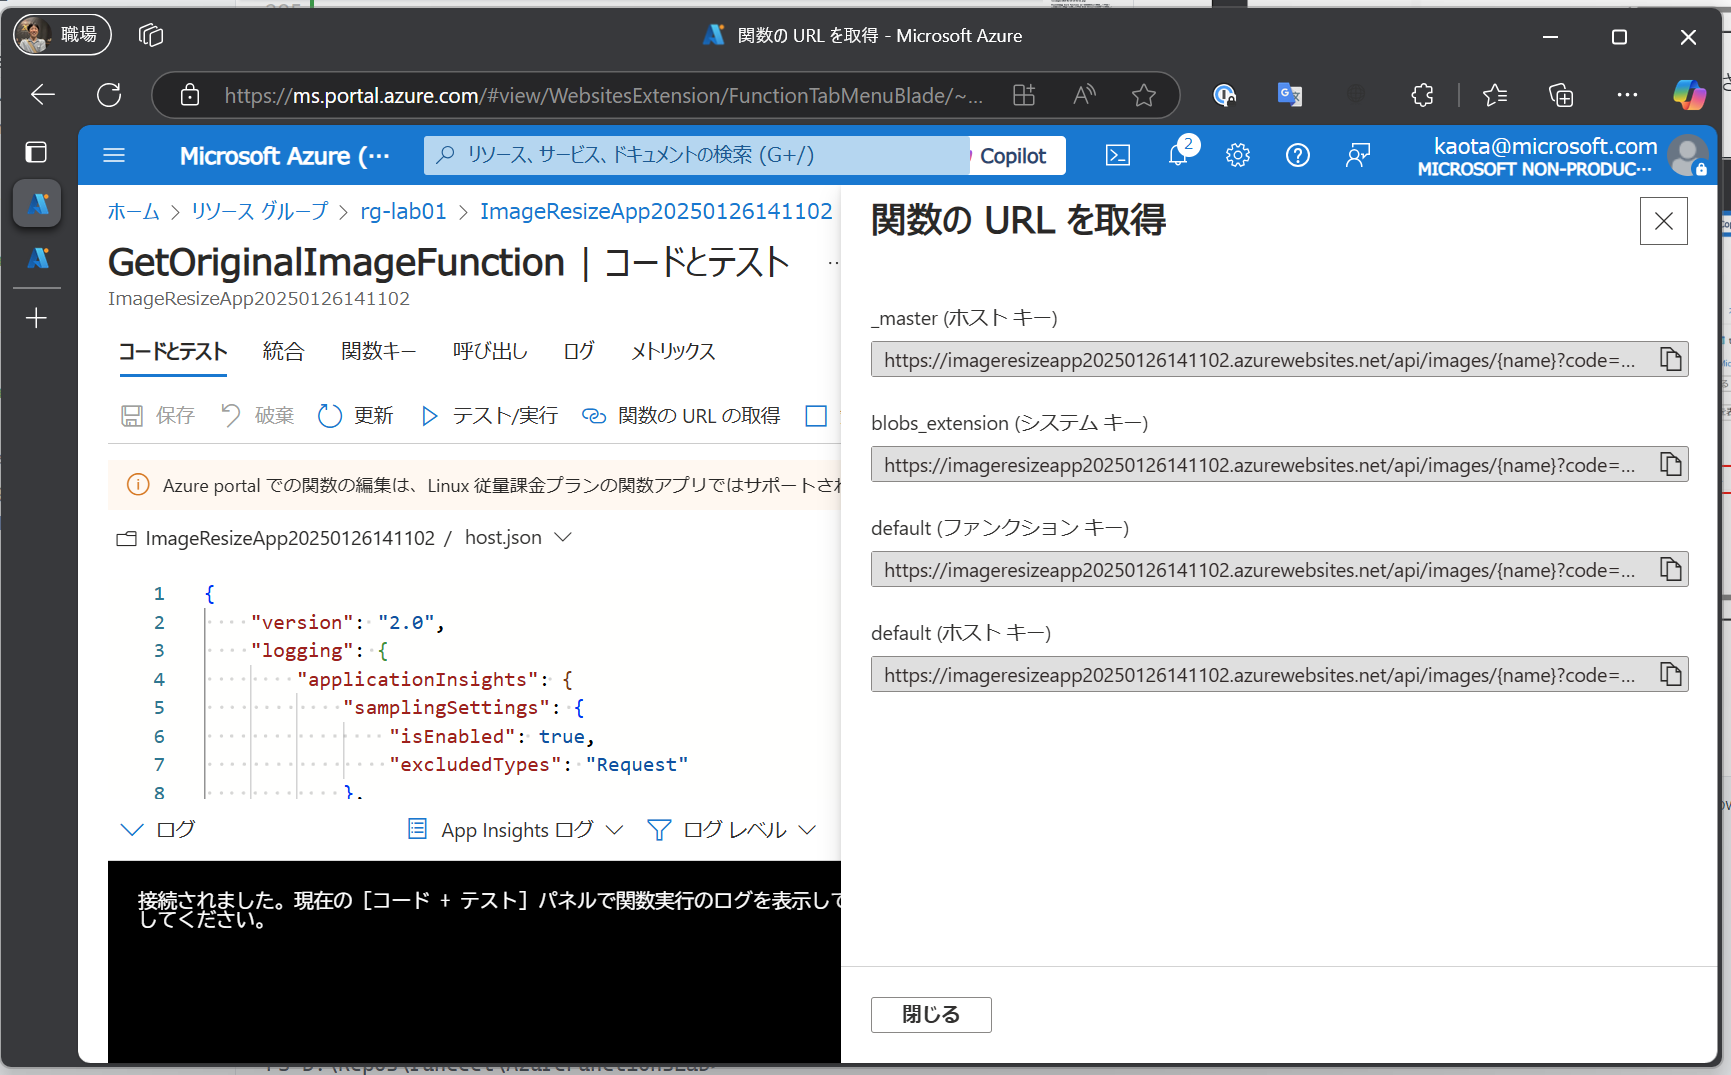 職場
関数の URL を取得 - Microsoft Azure
https://ms.portal.azure.com/#view/WebsitesExtension/FunctionTabMenuBlade/~...
Microsoft Azure (···
リソース、サービス、ドキュメントの検索 (G+/)
Copilot
2
kaota@microsoft.com
MICROSOFT NON-PRODUC···
ホーム > リソース グループ > rg-lab01 > ImageResizeApp20250126141102
GetOriginalImageFunction | コードとテスト
ImageResizeApp20250126141102
コードとテスト 統合 関数キー 呼び出し ログ メトリックス
保存 破棄 更新 テスト/実行 関数の URL の取得
Azure portal での関数の編集は、Linux 従量課金プランの関数アプリではサポートされ
ImageResizeApp20250126141102 / host.json
1 {
2 "version": "2.0",
3 "logging": {
4 "applicationInsights": {
5 "samplingSettings": {
6 "isEnabled": true,
7 "excludedTypes": "Request"
8 },
ログ App Insights ログ ログ レベル
接続されました。現在の [コード + テスト] パネルで関数実行のログを表示して
してください。
関数の URL を取得
_master (ホスト キー)
https://imageresizeapp20250126141102.azurewebsites.net/api/images/{name}?code=...
blobs_extension (システム キー)
https://imageresizeapp20250126141102.azurewebsites.net/api/images/{name}?code=...
default (ファンクション キー)
https://imageresizeapp20250126141102.azurewebsites.net/api/images/{name}?code=...
default (ホスト キー)
https://imageresizeapp20250126141102.azurewebsites.net/api/images/{name}?code=...
閉じる